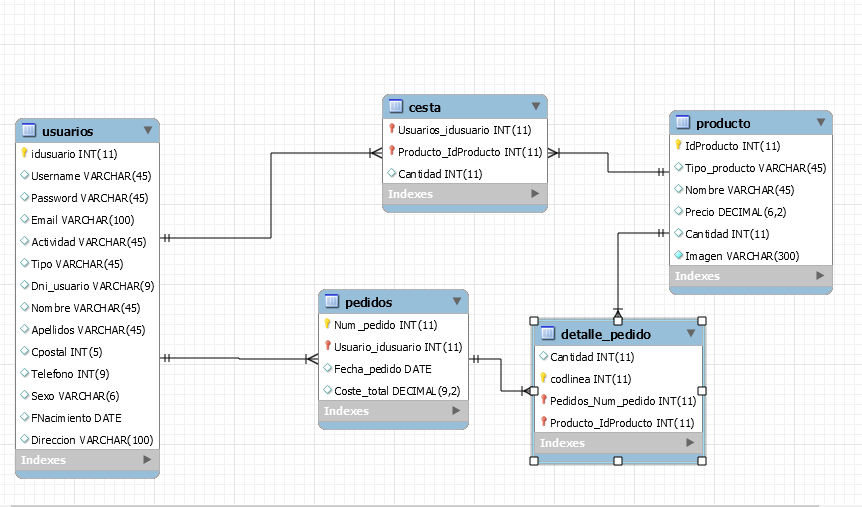 usuarios
idusuario INT(11)
Username VARCHAR(45)
Password VARCHAR(45)
Email VARCHAR(100)
Actividad VARCHAR(45)
Tipo VARCHAR(45)
Dni_usuario VARCHAR(9)
Nombre VARCHAR(45)
Apellidos VARCHAR(45)
Cpostal INT(5)
Telefono INT(9)
Sexo VARCHAR(6)
FNacimiento DATE
Direccion VARCHAR(100)
Indexes
cesta
Usuarios_idusuario INT(11)
Producto_IdProducto INT(11)
Cantidad INT(11)
Indexes
producto
IdProducto INT(11)
Tipo_producto VARCHAR(45)
Nombre VARCHAR(45)
Precio DECIMAL(6,2)
Cantidad INT(11)
Imagen VARCHAR(300)
Indexes
pedidos
Num_pedido INT(11)
Usuario_idusuario INT(11)
Fecha_pedido DATE
Coste_total DECIMAL(9,2)
Indexes
detalle_pedido
Cantidad INT(11)
codlinea INT(11)
Pedidos_Num_pedido INT(11)
Producto_IdProducto INT(11)
Indexes